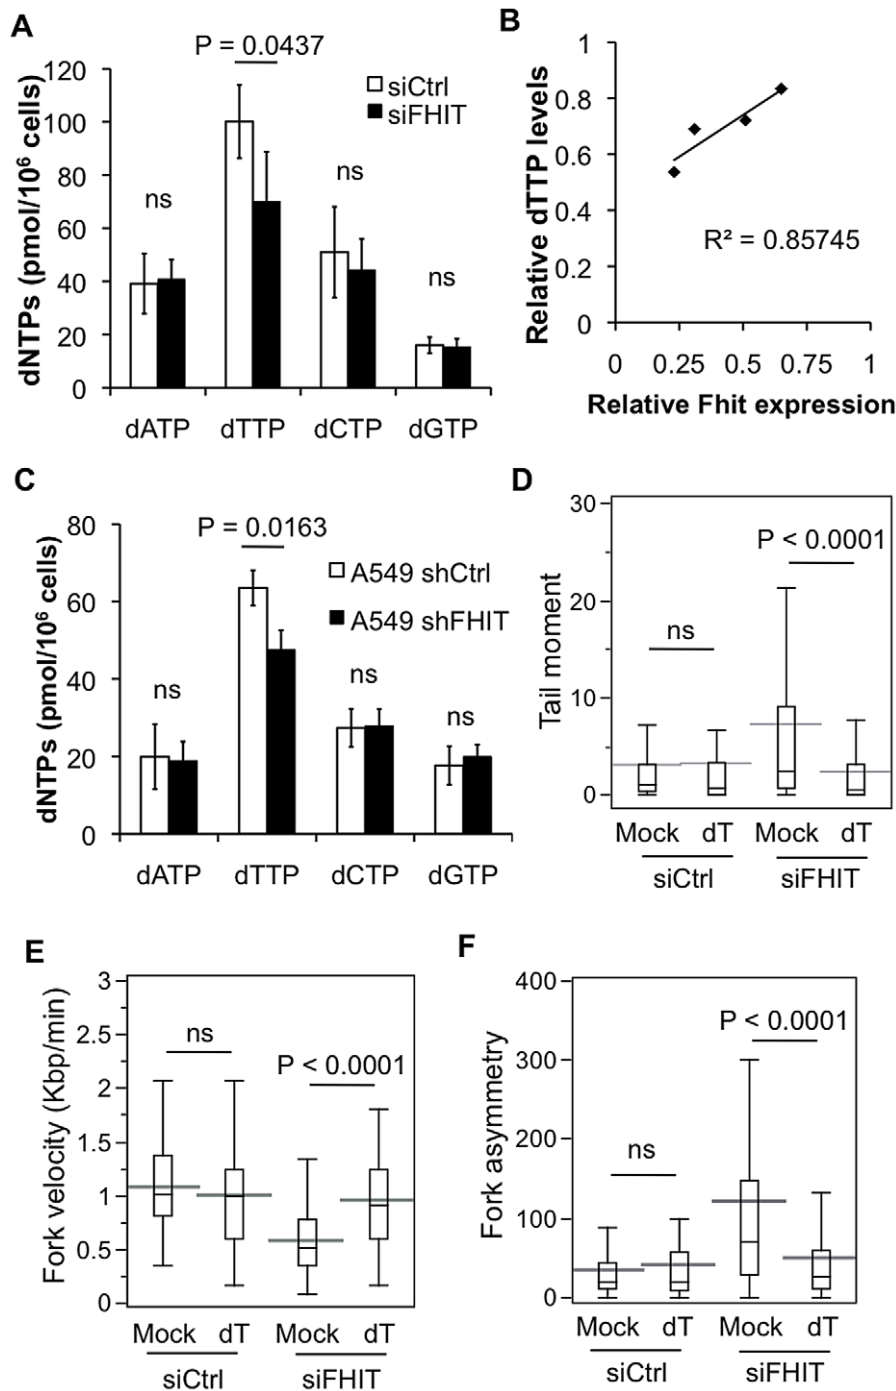 A
P = 0.0437
siCtrl
siFHIT
dNTPs (pmol/10⁶ cells)
120
100
80
60
40
20
0
ns
ns
ns
dATP
dTTP
dCTP
dGTP
B
Relative dTTP levels
1
0.8
0.6
0.4
0.2
0
R² = 0.85745
0
0.25
0.5
0.75
1
Relative Fhit expression
C
P = 0.0163
A549 shCtrl
A549 shFHIT
dNTPs (pmol/10⁶ cells)
80
60
40
20
0
ns
ns
ns
dATP
dTTP
dCTP
dGTP
D
Tail moment
30
20
10
0
P < 0.0001
ns
Mock
dT
Mock
dT
siCtrl
siFHIT
E
Fork velocity (Kbp/min)
3
2.5
2
1.5
1
0.5
0
ns
P < 0.0001
Mock
dT
Mock
dT
siCtrl
siFHIT
F
Fork asymmetry
400
300
200
100
0
P < 0.0001
ns
Mock
dT
Mock
dT
siCtrl
siFHIT